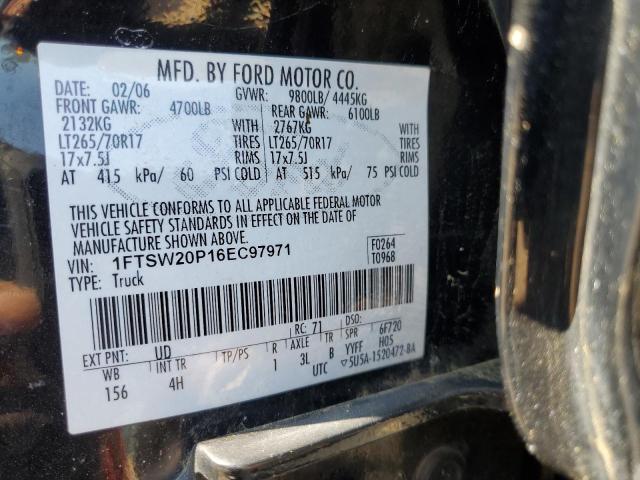 MFD. BY FORD MOTOR CO.
DATE: 02/06 GVWR: 9800LB/ 4445KG
FRONT GAWR: 4700LB REAR GAWR: 6100LB
2132KG WITH 2767KG WITH
LT265/70R17 TIRES LT265/70R17 TIRES
17x7.5J RIMS 17x7.5J RIMS
AT 415 kPa/ 60 PSI COLD AT 515 kPa/ 75 PSI COLD
THIS VEHICLE CONFORMS TO ALL APPLICABLE FEDERAL MOTOR
VEHICLE SAFETY STANDARDS IN EFFECT ON THE DATE OF
MANUFACTURE SHOWN ABOVE.
VIN: 1FTSW20P16EC97971 F0264
TYPE: Truck T0968
RC: 71 DSO: 6F720
EXT PNT: UD
WB INT TR TP/PS R AXLE TR SPR H05
156 4H 1 3L B YYFF
UTC ▽5U5A-1520472-BA